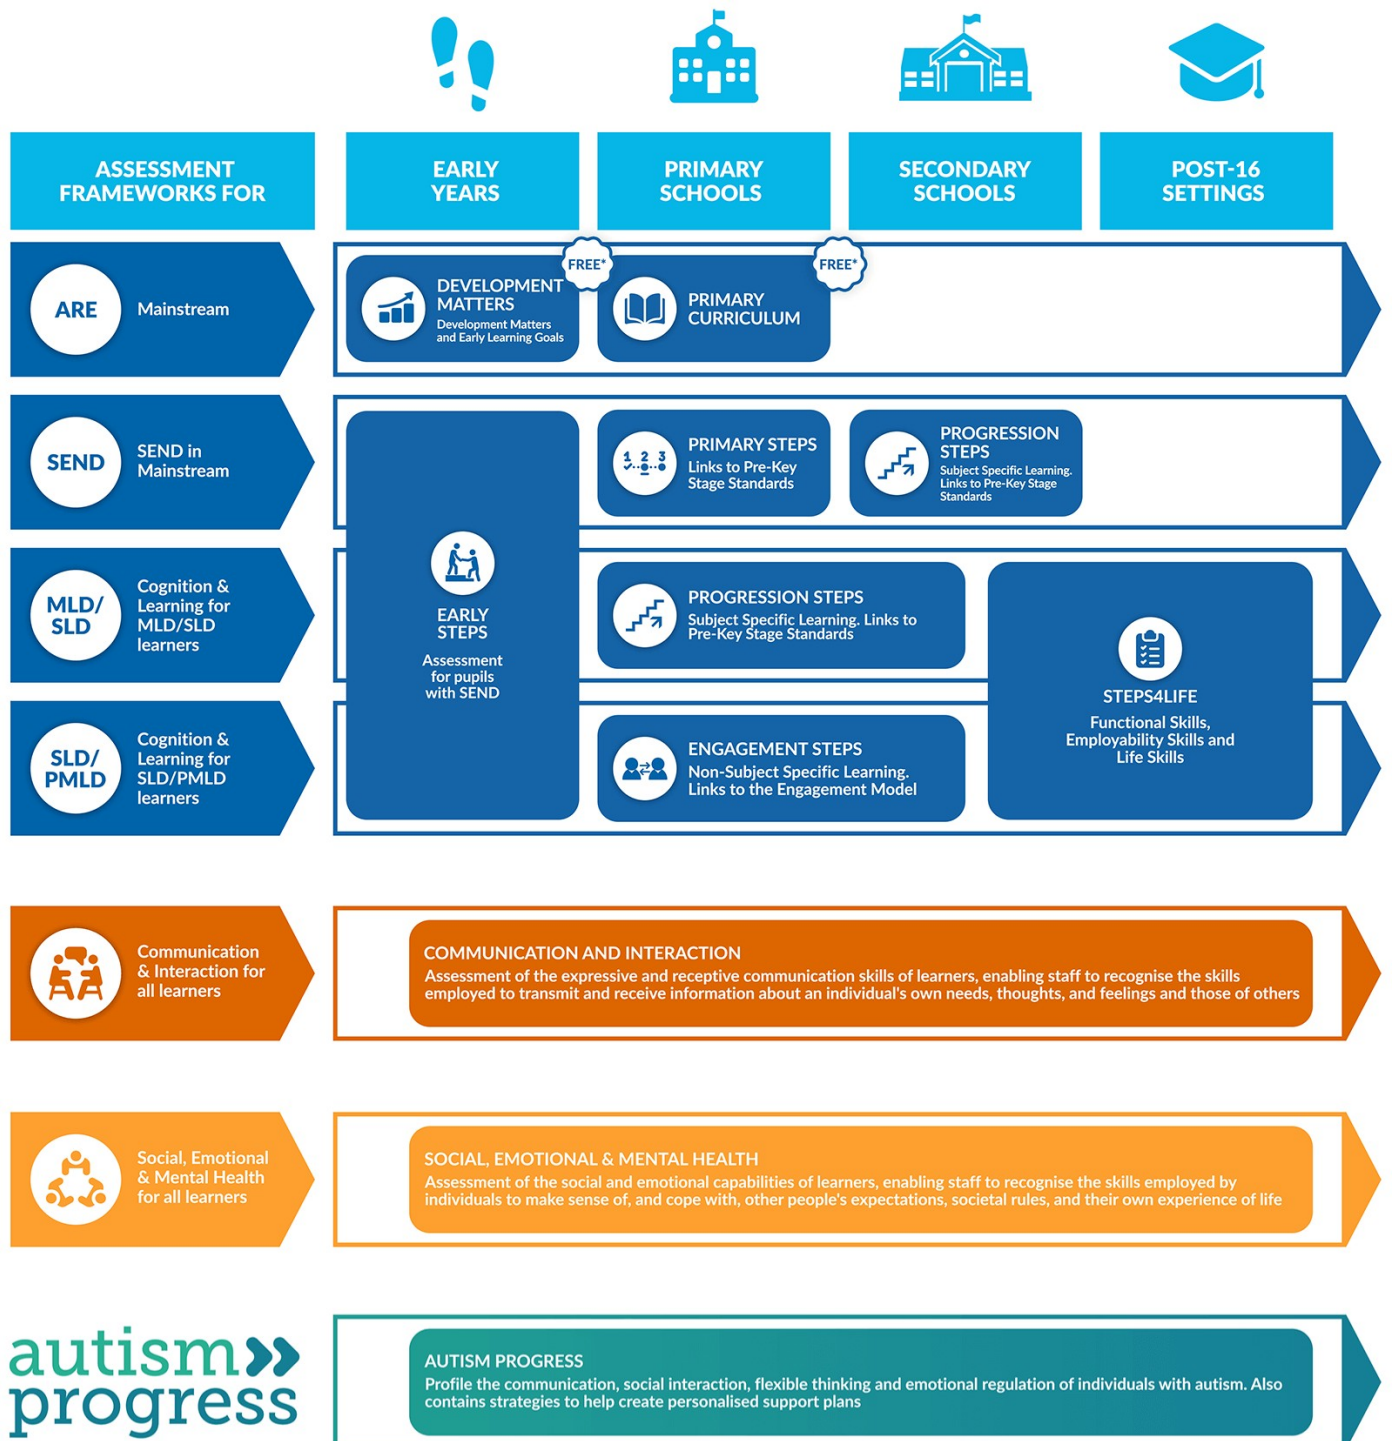 ASSESSMENT
FRAMEWORKS FOR
EARLY
YEARS
PRIMARY
SCHOOLS
SECONDARY
SCHOOLS
POST-16
SETTINGS
ARE
Mainstream
DEVELOPMENT
MATTERS
Development Matters
and Early Learning Goals
FREE*
PRIMARY
CURRICULUM
FREE*
SEND
SEND in
Mainstream
PRIMARY STEPS
Links to Pre-Key
Stage Standards
1 2 3
PROGRESSION
STEPS
Subject Specific Learning.
Links to Pre-Key Stage
Standards
EARLY
STEPS
Assessment
for pupils
with SEND
MLD/
SLD
Cognition &
Learning for
MLD/SLD
learners
PROGRESSION STEPS
Subject Specific Learning. Links to
Pre-Key Stage Standards
STEPS4LIFE
Functional Skills,
Employability Skills and
Life Skills
SLD/
PMLD
Cognition &
Learning for
SLD/PMLD
learners
ENGAGEMENT STEPS
Non-Subject Specific Learning.
Links to the Engagement Model
Communication
& Interaction for
all learners
COMMUNICATION AND INTERACTION
Assessment of the expressive and receptive communication skills of learners, enabling staff to recognise the skills
employed to transmit and receive information about an individual's own needs, thoughts, and feelings and those of others
Social, Emotional
& Mental Health
for all learners
SOCIAL, EMOTIONAL & MENTAL HEALTH
Assessment of the social and emotional capabilities of learners, enabling staff to recognise the skills employed by
individuals to make sense of, and cope with, other people's expectations, societal rules, and their own experience of life
autism
progress
AUTISM PROGRESS
Profile the communication, social interaction, flexible thinking and emotional regulation of individuals with autism. Also
contains strategies to help create personalised support plans